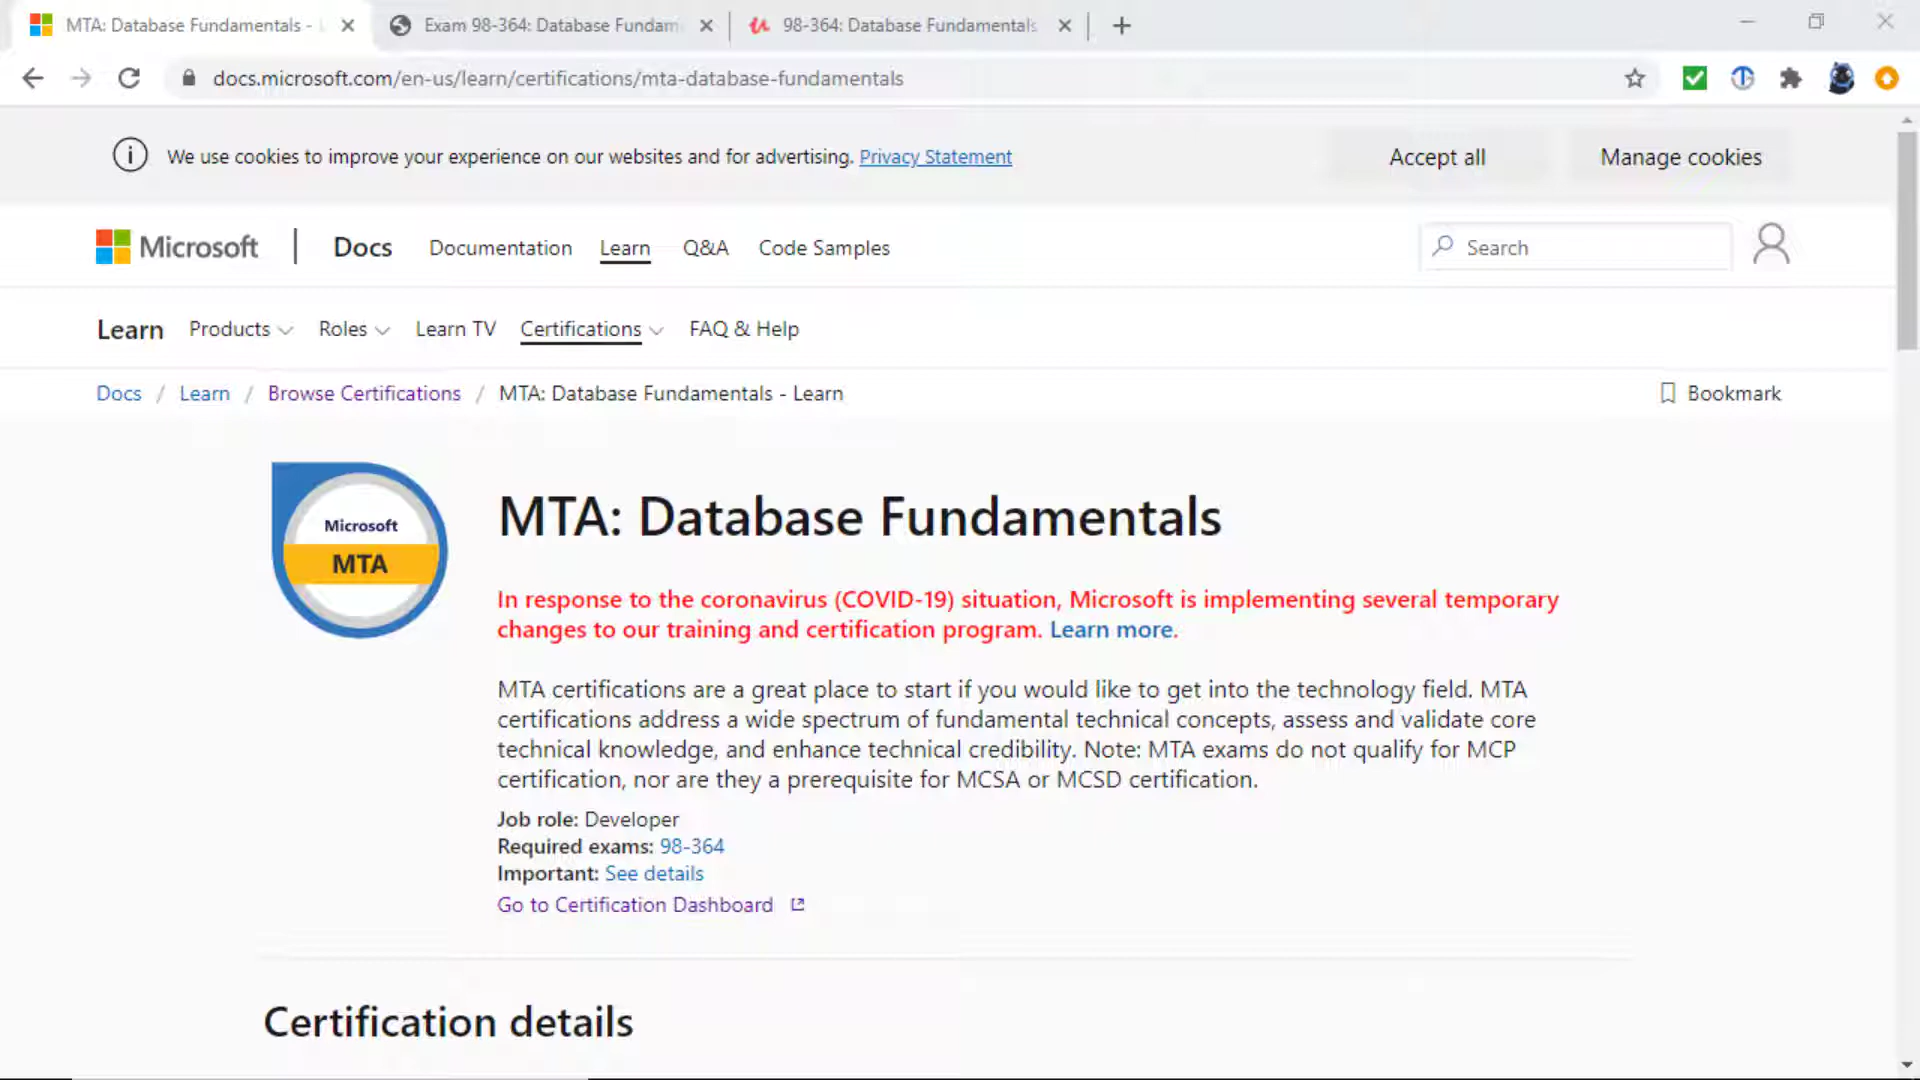 MTA: Database Fundamentals -
Exam 98-364: Database Fundam
98-364: Database Fundamentals
docs.microsoft.com/en-us/learn/certifications/mta-database-fundamentals
We use cookies to improve your experience on our websites and for advertising. Privacy Statement
Accept all
Manage cookies
Microsoft
Docs
Documentation
Learn
Q&A
Code Samples
Search
Learn
Products
Roles
Learn TV
Certifications
FAQ & Help
Docs / Learn / Browse Certifications / MTA: Database Fundamentals - Learn
Bookmark
Microsoft
MTA
MTA: Database Fundamentals
In response to the coronavirus (COVID-19) situation, Microsoft is implementing several temporary
changes to our training and certification program. Learn more.
MTA certifications are a great place to start if you would like to get into the technology field. MTA
certifications address a wide spectrum of fundamental technical concepts, assess and validate core
technical knowledge, and enhance technical credibility. Note: MTA exams do not qualify for MCP
certification, nor are they a prerequisite for MCSA or MCSD certification.
Job role: Developer
Required exams: 98-364
Important: See details
Go to Certification Dashboard
Certification details